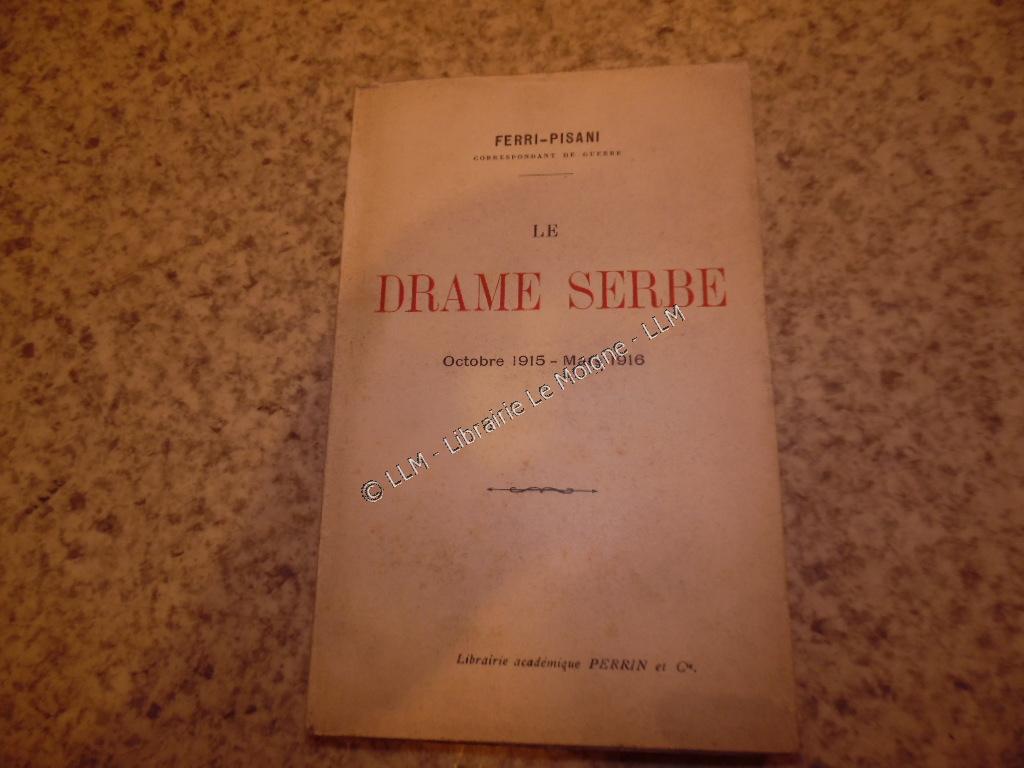 FERRI-PISANI
CORRESPONDANT DE GUERRE
LE
DRAME SERBE
Octobre 1915 - Mars 1916
© LLM - Librairie Le Moigne - LLM
Librairie académique PERRIN et Cie.